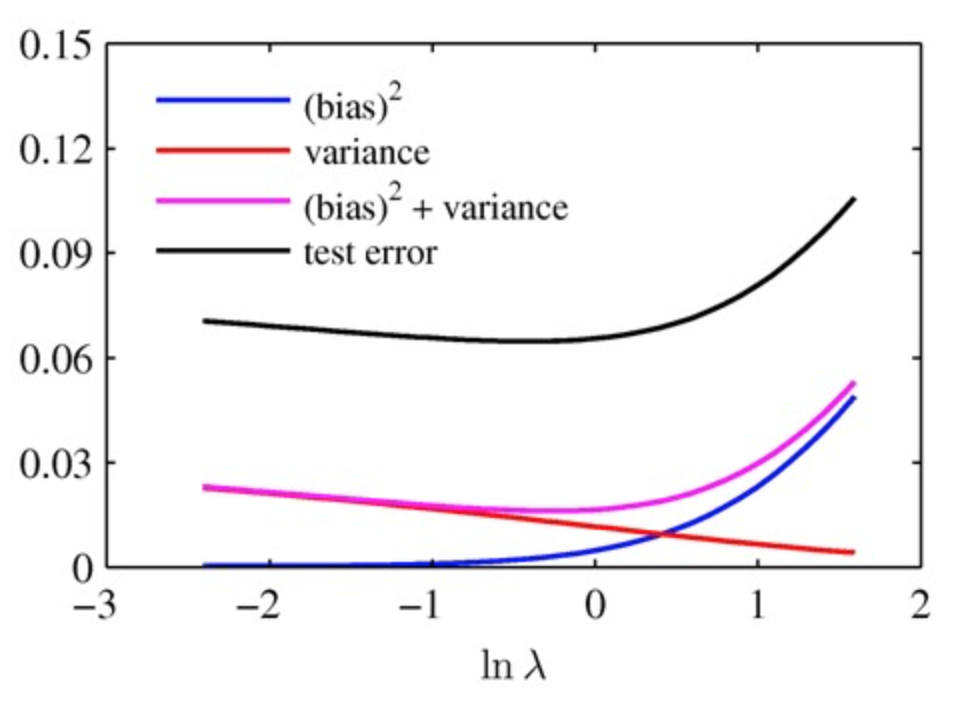 0.15
(bias)²
0.12
variance
(bias)² + variance
0.09
test error
0.06
0.03
0
−3 −2 −1 0 1 2
ln λ